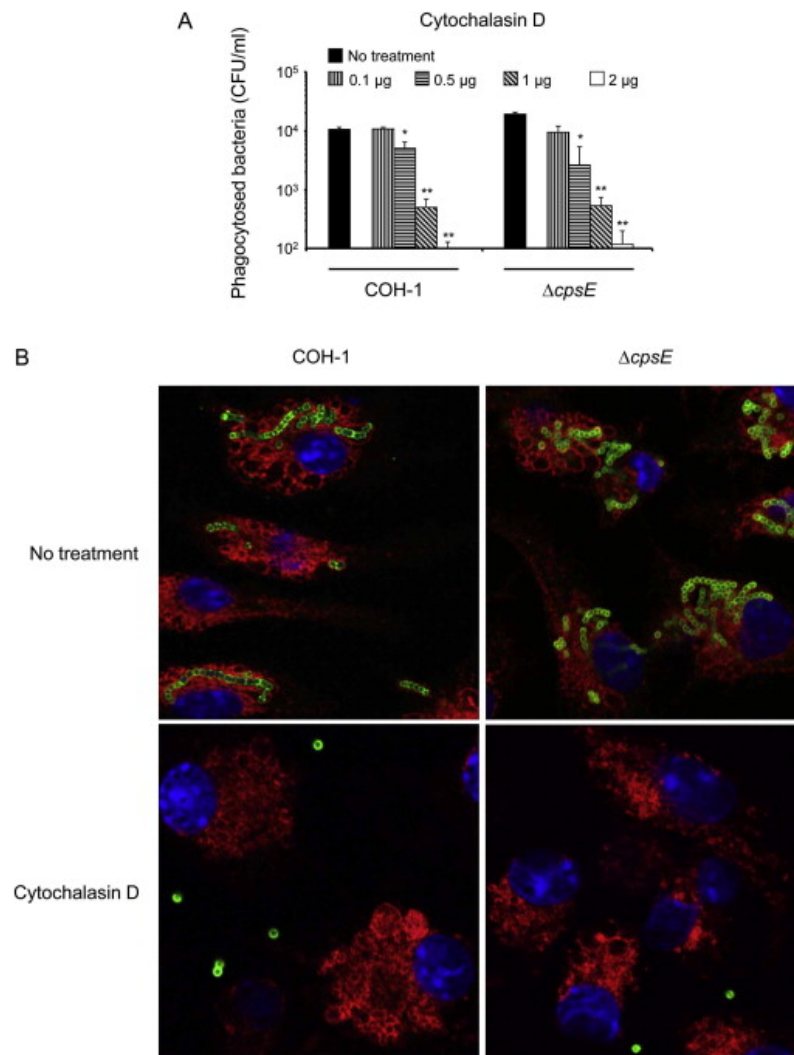 A
Cytochalasin D
Phagocytosed bacteria (CFU/ml)
No treatment
0.1 µg 0.5 µg 1 µg 2 µg
10⁵
10⁴
10³
10²
* ** **
* ** **
COH-1 ΔcpsE
B
COH-1 ΔcpsE
No treatment
Cytochalasin D